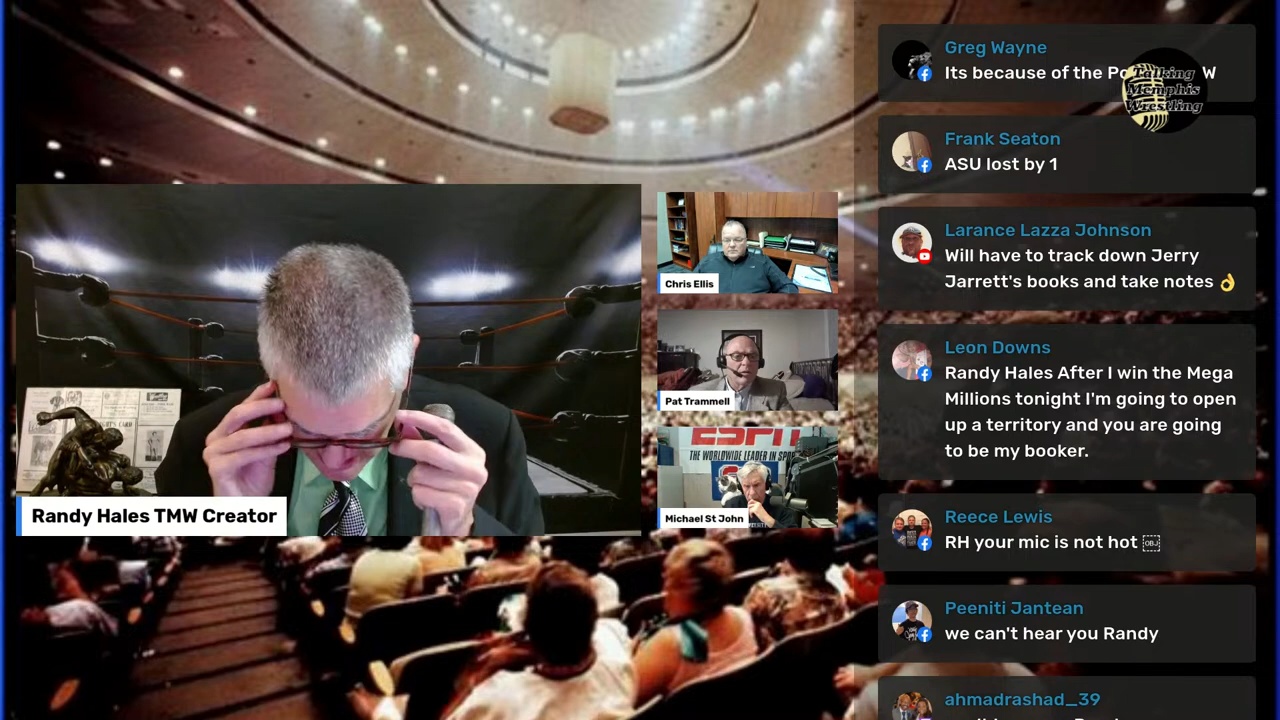 Randy Hales TMW Creator
Chris Ellis
Pat Trammell
ESPN
THE WORLDWIDE LEADER IN SPOR
Michael St John
Greg Wayne
Its because of the Po W
Talking
Memphis
Wrestling
Frank Seaton
ASU lost by 1
Larance Lazza Johnson
Will have to track down Jerry
Jarrett's books and take notes 👌
Leon Downs
Randy Hales After I win the Mega
Millions tonight I'm going to open
up a territory and you are going
to be my booker.
Reece Lewis
RH your mic is not hot
Peeniti Jantean
we can't hear you Randy
ahmadrashad_39